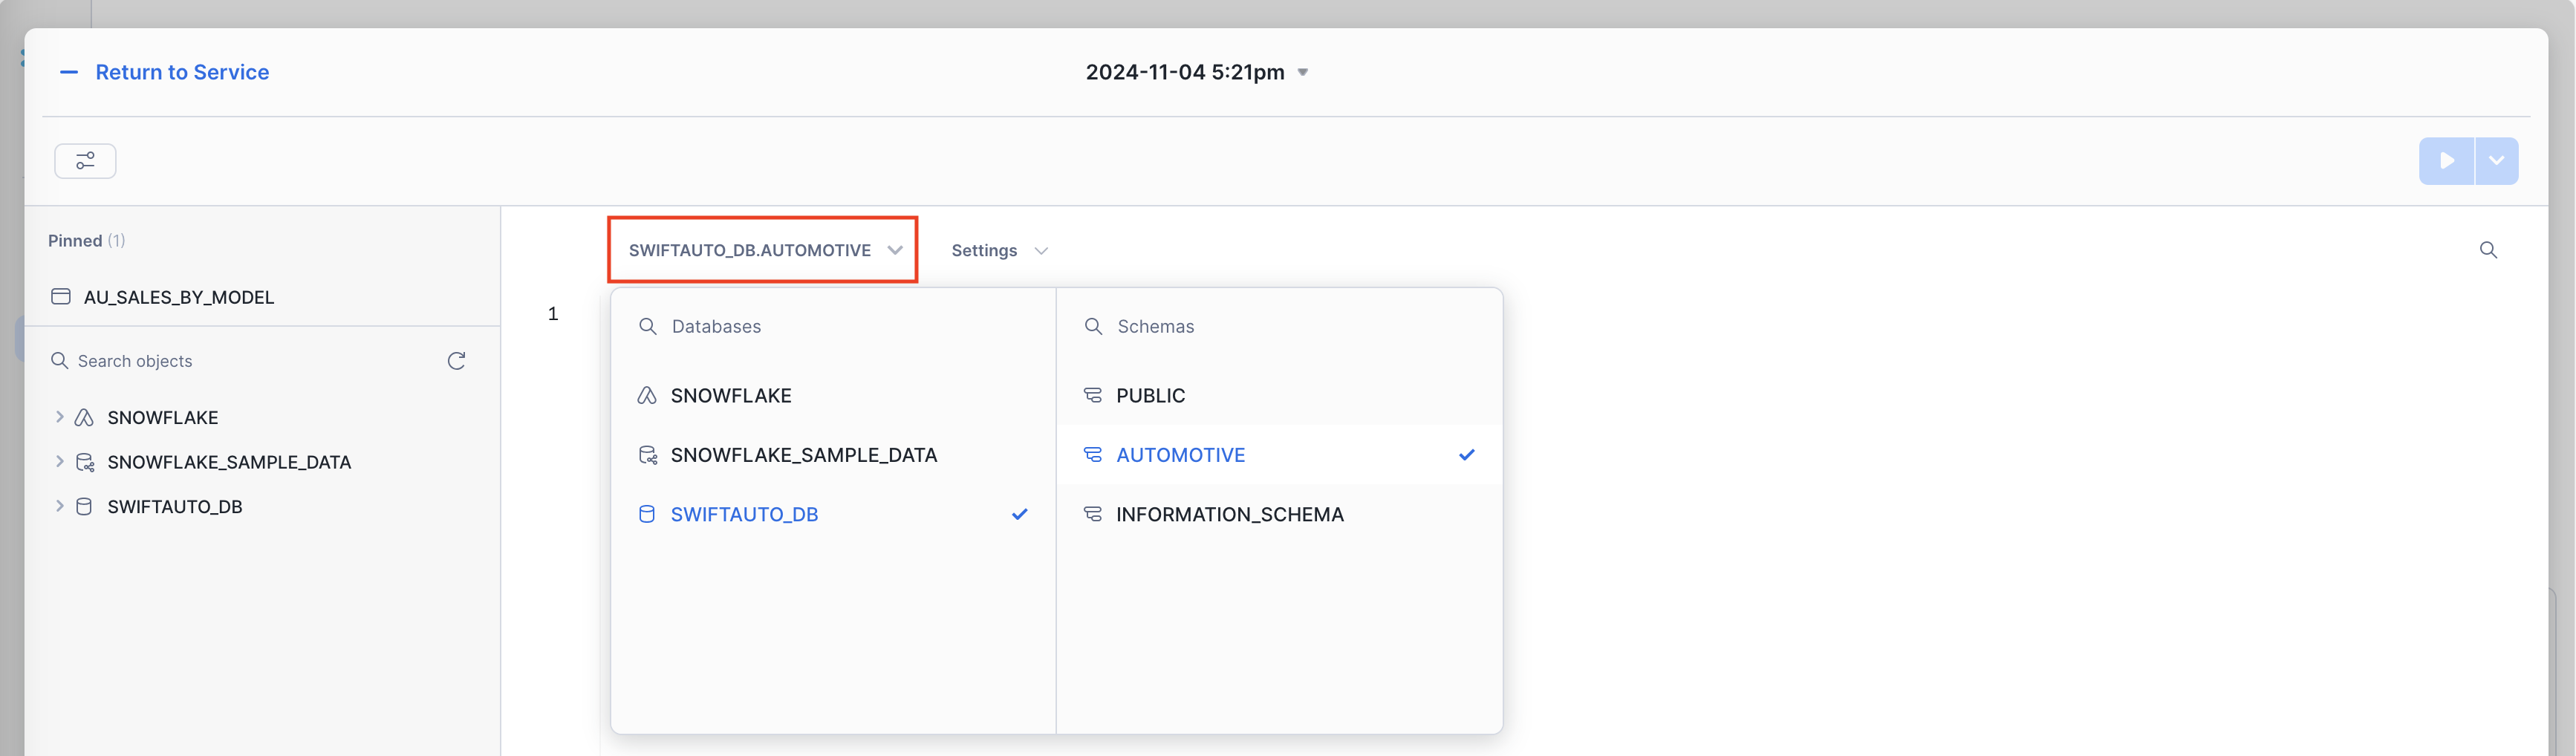 Return to Service
2024-11-04 5:21pm
Pinned (1)
AU_SALES_BY_MODEL
Search objects
SNOWFLAKE
SNOWFLAKE_SAMPLE_DATA
SWIFTAUTO_DB
SWIFTAUTO_DB.AUTOMOTIVE
Settings
1
Databases
SNOWFLAKE
SNOWFLAKE_SAMPLE_DATA
SWIFTAUTO_DB
Schemas
PUBLIC
AUTOMOTIVE
INFORMATION_SCHEMA